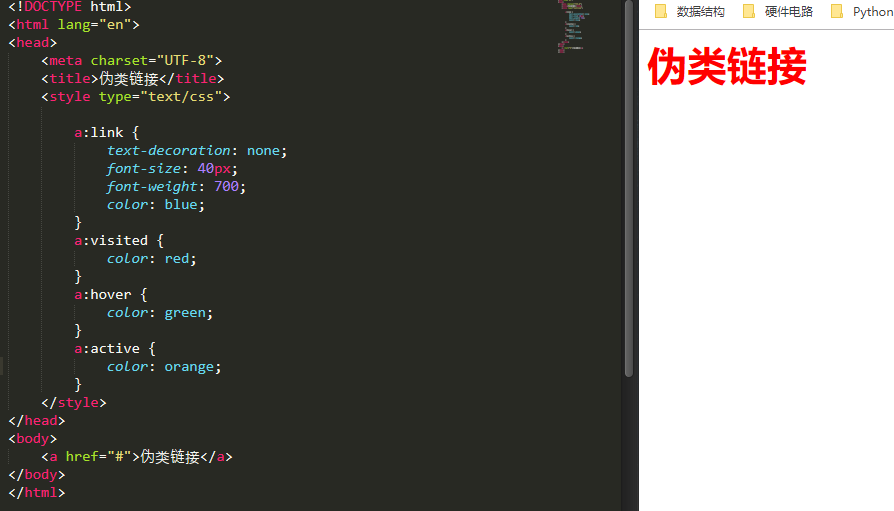 <!DOCTYPE html>
<html lang="en">
<head>
<meta charset="UTF-8">
<title>伪类链接</title>
<style type="text/css">
a:link {
text-decoration: none;
font-size: 40px;
font-weight: 700;
color: blue;
}
a:visited {
color: red;
}
a:hover {
color: green;
}
a:active {
color: orange;
}
</style>
</head>
<body>
<a href="#">伪类链接</a>
</body>
</html>
数据结构 硬件电路 Python
伪类链接